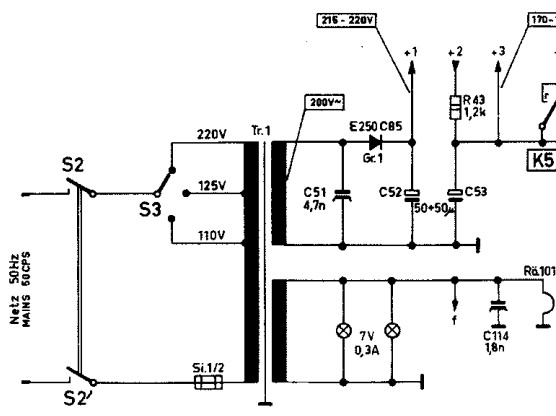 215 - 220V
170-
+1
+2
+3
R43
1,2k
200V~
Tr.1
E250 C85
Gr.1
220V
S2
K5
125V
C51
4,7n
C52
C53
50+50µ
S3
110V
Netz 50Hz
MAINS 60CPS
Rö.101
7V
0,3A
f
C114
1,8n
Si.1/2
S2'